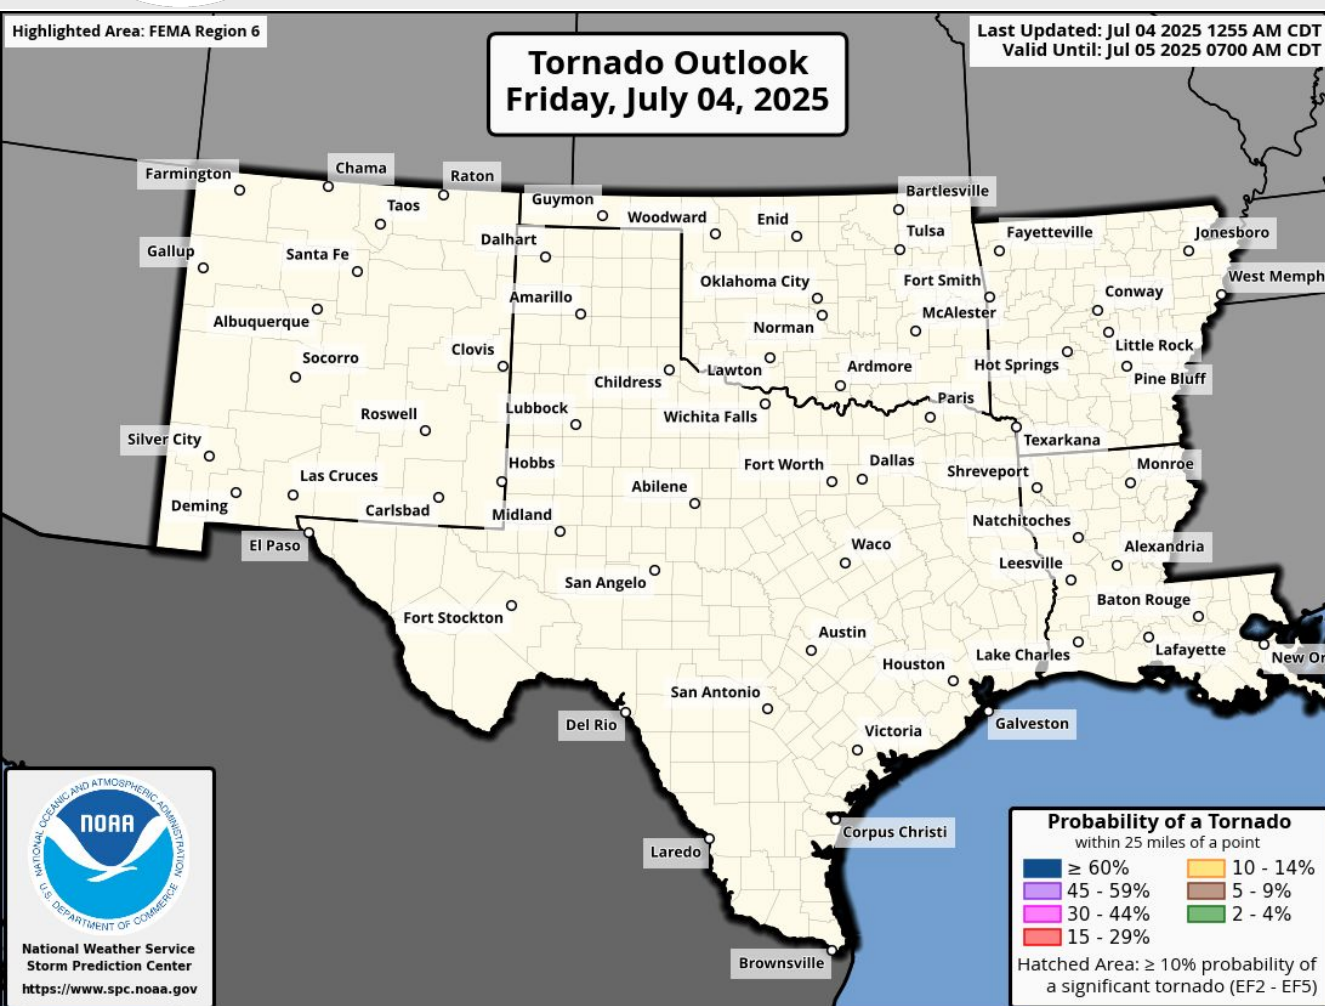 Highlighted Area: FEMA Region 6
Last Updated: Jul 04 2025 1255 AM CDT
Valid Until: Jul 05 2025 0700 AM CDT
Tornado Outlook
Friday, July 04, 2025
Farmington
Chama
Raton
Taos
Guymon
Woodward
Enid
Bartlesville
Tulsa
Fayetteville
Jonesboro
Gallup
Santa Fe
Dalhart
Oklahoma City
Fort Smith
West Memph
Amarillo
Conway
Albuquerque
Norman
McAlester
Little Rock
Socorro
Clovis
Childress
Lawton
Ardmore
Hot Springs
Pine Bluff
Roswell
Lubbock
Wichita Falls
Paris
Silver City
Texarkana
Las Cruces
Hobbs
Abilene
Fort Worth
Dallas
Shreveport
Monroe
Deming
Carlsbad
Midland
Natchitoches
El Paso
Waco
Alexandria
San Angelo
Leesville
Fort Stockton
Baton Rouge
Austin
Houston
Lake Charles
Lafayette
New Or
San Antonio
Del Rio
Victoria
Galveston
Corpus Christi
Laredo
Brownsville
NATIONAL OCEANIC AND ATMOSPHERIC ADMINISTRATION
NOAA
U.S. DEPARTMENT OF COMMERCE
National Weather Service
Storm Prediction Center
https://www.spc.noaa.gov
Probability of a Tornado
within 25 miles of a point
≥ 60%
10 - 14%
45 - 59%
5 - 9%
30 - 44%
2 - 4%
15 - 29%
Hatched Area: ≥ 10% probability of
a significant tornado (EF2 - EF5)